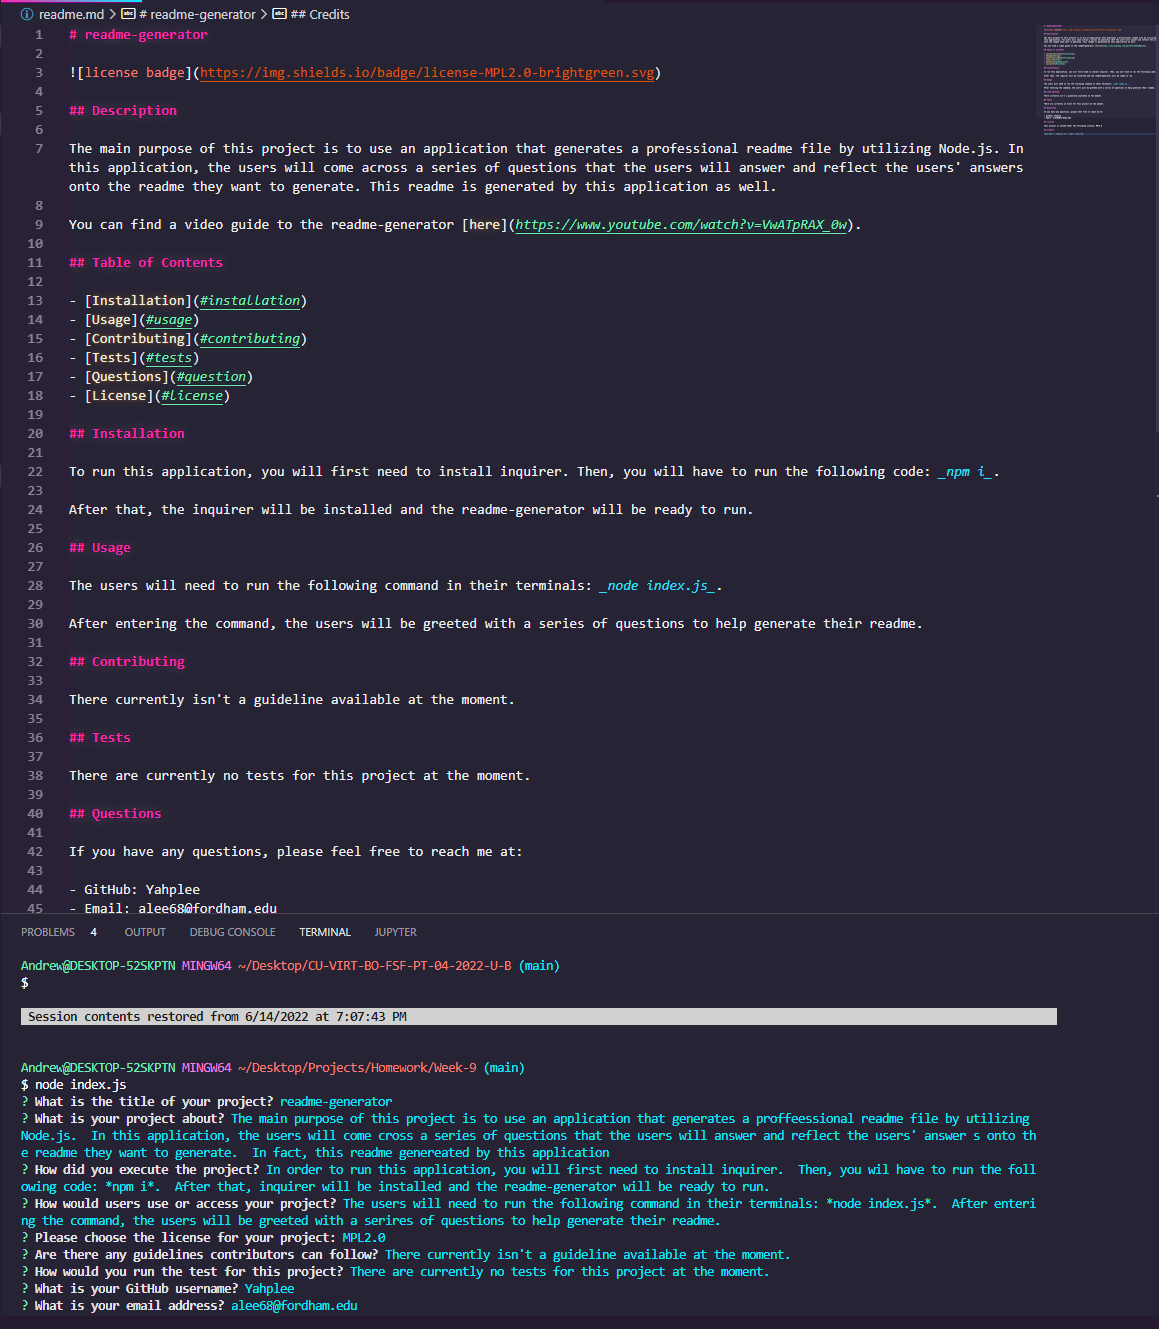 readme.md > # readme-generator > ## Credits
1 # readme-generator
2
3 ![license badge](https://img.shields.io/badge/license-MPL2.0-brightgreen.svg)
4
5 ## Description
6
7 The main purpose of this project is to use an application that generates a professional readme file by utilizing Node.js. In
this application, the users will come across a series of questions that the users will answer and reflect the users' answers
onto the readme they want to generate. This readme is generated by this application as well.
8
9 You can find a video guide to the readme-generator [here](https://www.youtube.com/watch?v=VwATpRAX_0w).
10
11 ## Table of Contents
12
13 - [Installation](#installation)
14 - [Usage](#usage)
15 - [Contributing](#contributing)
16 - [Tests](#tests)
17 - [Questions](#question)
18 - [License](#license)
19
20 ## Installation
21
22 To run this application, you will first need to install inquirer. Then, you will have to run the following code: _npm i_.
23
24 After that, the inquirer will be installed and the readme-generator will be ready to run.
25
26 ## Usage
27
28 The users will need to run the following command in their terminals: _node index.js_.
29
30 After entering the command, the users will be greeted with a series of questions to help generate their readme.
31
32 ## Contributing
33
34 There currently isn't a guideline available at the moment.
35
36 ## Tests
37
38 There are currently no tests for this project at the moment.
39
40 ## Questions
41
42 If you have any questions, please feel free to reach me at:
43
44 - GitHub: Yahplee
45 - Email: alee68@fordham.edu
PROBLEMS 4 OUTPUT DEBUG CONSOLE TERMINAL JUPYTER
Andrew@DESKTOP-52SKPTN MINGW64 ~/Desktop/CU-VIRT-BO-FSF-PT-04-2022-U-B (main)
$
Session contents restored from 6/14/2022 at 7:07:43 PM
Andrew@DESKTOP-52SKPTN MINGW64 ~/Desktop/Projects/Homework/Week-9 (main)
$ node index.js
? What is the title of your project? readme-generator
? What is your project about? The main purpose of this project is to use an application that generates a proffeessional readme file by utilizing
Node.js.  In this application, the users will come cross a series of questions that the users will answer and reflect the users' answer s onto th
e readme they want to generate.  In fact, this readme genereated by this application
? How did you execute the project? In order to run this application, you will first need to install inquirer.  Then, you wil have to run the foll
owing code: *npm i*.  After that, inquirer will be installed and the readme-generator will be ready to run.
? How would users use or access your project? The users will need to run the following command in their terminals: *node index.js*.  After enteri
ng the command, the users will be greeted with a serires of questions to help generate their readme.
? Please choose the license for your project: MPL2.0
? Are there any guidelines contributors can follow? There currently isn't a guideline available at the moment.
? How would you run the test for this project? There are currently no tests for this project at the moment.
? What is your GitHub username? Yahplee
? What is your email address? alee68@fordham.edu